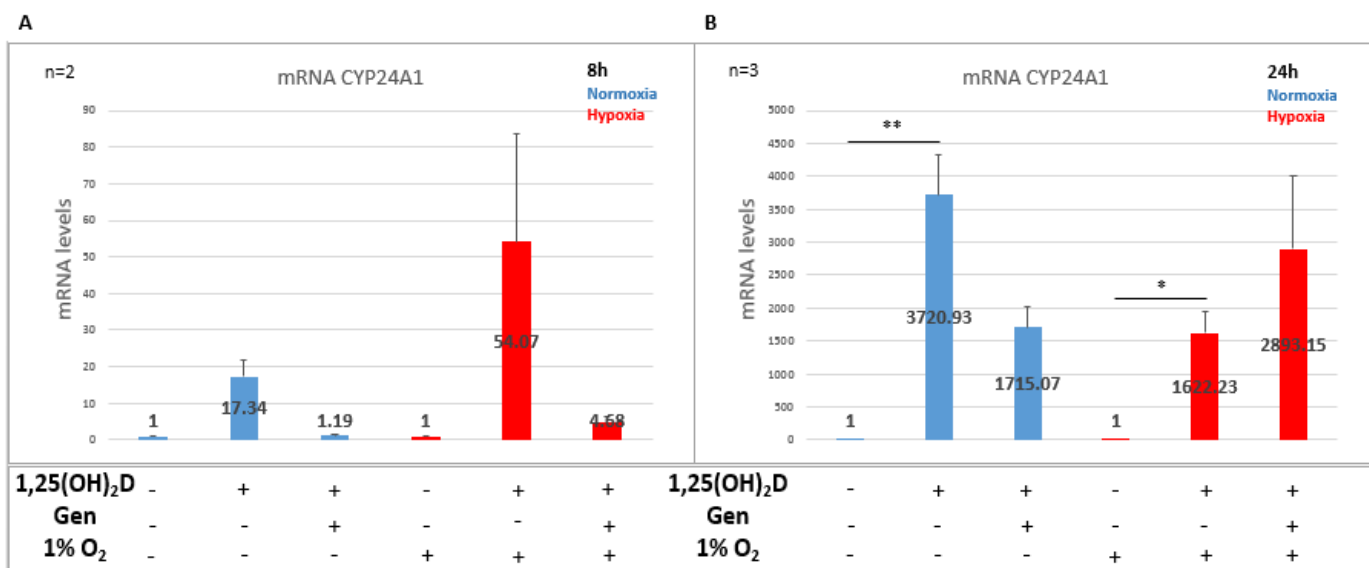 A
B
n=2
mRNA CYP24A1
8h
Normoxia
Hypoxia
mRNA levels
90
80
70
60
50
40
30
20
10
0
1
17.34
1.19
1
54.07
4.68
n=3
mRNA CYP24A1
24h
Normoxia
Hypoxia
mRNA levels
5000
4500
4000
3500
3000
2500
2000
1500
1000
500
0
**
*
1
3720.93
1715.07
1
1622.23
2893.15
1,25(OH)₂D - + + - + +
Gen - - + - - +
1% O₂ - - - + + +
1,25(OH)₂D - + + - + +
Gen - - + - - +
1% O₂ - - - + + +